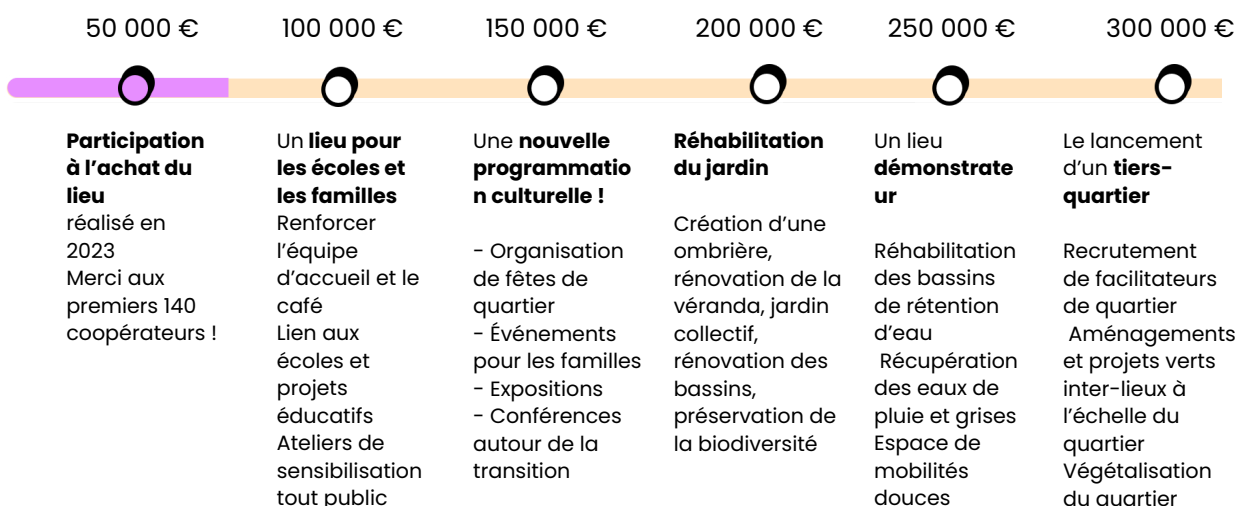 50 000 €
100 000 €
150 000 €
200 000 €
250 000 €
300 000 €
Participation
à l'achat du
lieu
réalisé en
2023
Merci aux
premiers 140
coopérateurs !
Un lieu pour
les écoles et
les familles
Renforcer
l'équipe
d'accueil et le
café
Lien aux
écoles et
projets
éducatifs
Ateliers de
sensibilisation
tout public
Une nouvelle
programmatio
n culturelle !
- Organisation
de fêtes de
quartier
- Événements
pour les familles
- Expositions
- Conférences
autour de la
transition
Réhabilitation
du jardin
Création d'une
ombrière,
rénovation de la
véranda, jardin
collectif,
rénovation des
bassins,
préservation de
la biodiversité
Un lieu
démonstrate
ur
Réhabilitation
des bassins
de rétention
d'eau
Récupération
des eaux de
pluie et grises
Espace de
mobilités
douces
Le lancement
d'un tiers-
quartier
Recrutement
de facilitateurs
de quartier
Aménagements
et projets verts
inter-lieux à
l'échelle du
quartier
Végétalisation
du quartier